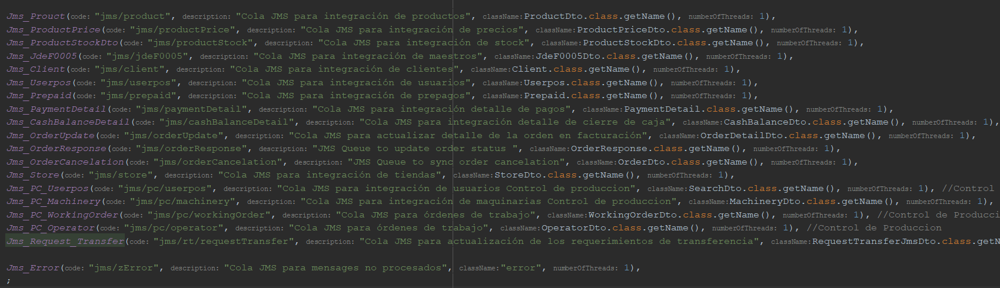 Jms_Prouct(code: "jms/product", description: "Cola JMS para integración de productos", className: ProductDto.class.getName(), numberOfThreads: 1),
Jms_ProductPrice(code: "jms/productPrice", description: "Cola JMS para integración de precios", className: ProductPriceDto.class.getName(), numberOfThreads: 1),
Jms_ProductStockDto(code: "jms/productStock", description: "Cola JMS para integración de stock", className: ProductStockDto.class.getName(), numberOfThreads: 1),
Jms_JdeF0005(code: "jms/jdeF0005", description: "Cola JMS para integración de maestros", className: JdeF0005Dto.class.getName(), numberOfThreads: 1),
Jms_Client(code: "jms/client", description: "Cola JMS para integración de clientes", className: Client.class.getName(), numberOfThreads: 1),
Jms_Userpos(code: "jms/userpos", description: "Cola JMS para integración de usuarios", className: Userpos.class.getName(), numberOfThreads: 1),
Jms_Prepaid(code: "jms/prepaid", description: "Cola JMS para integración de prepagos", className: Prepaid.class.getName(), numberOfThreads: 1),
Jms_PaymentDetail(code: "jms/paymentDetail", description: "Cola JMS para integración detalle de pagos", className: PaymentDetail.class.getName(), numberOfThreads: 1),
Jms_CashBalanceDetail(code: "jms/cashBalanceDetail", description: "Cola JMS para integración detalle de cierre de caja", className: CashBalanceDto.class.getName(), numberOfThreads: 1),
Jms_OrderUpdate(code: "jms/orderUpdate", description: "Cola JMS para actualizar detalle de la orden en facturación", className: OrderDetailDto.class.getName(), numberOfThreads: 1),
Jms_OrderResponse(code: "jms/orderResponse", description: "JMS Queue to update order status ", className: OrderResponse.class.getName(), numberOfThreads: 1),
Jms_OrderCancelation(code: "jms/orderCancelation", description: "JMS Queue to sync order cancelation", className: OrderDto.class.getName(), numberOfThreads: 1),
Jms_Store(code: "jms/store", description: "Cola JMS para integración de tiendas", className: StoreDto.class.getName(), numberOfThreads: 1),
Jms_PC_Userpos(code: "jms/pc/userpos", description: "Cola JMS para integración de usuarios Control de produccion", className: SearchDto.class.getName(), numberOfThreads: 1), //Control
Jms_PC_Machinery(code: "jms/pc/machinery", description: "Cola JMS para integración de maquinarias Control de produccion", className: MachineryDto.class.getName(), numberOfThreads: 1),
Jms_PC_WorkingOrder(code: "jms/pc/workingOrder", description: "Cola JMS para órdenes de trabajo", className: WorkingOrderDto.class.getName(), numberOfThreads: 1), //Control de Producci
Jms_PC_Operator(code: "jms/pc/operator", description: "Cola JMS para órdenes de trabajo", className: OperatorDto.class.getName(), numberOfThreads: 1), //Control de Produccion
Jms_Request_Transfer(code: "jms/rt/requestTransfer", description: "Cola JMS para actualización de los requerimientos de transferencia", className: RequestTransferJmsDto.class.getN
Jms_Error(code: "jms/zError", description: "Cola JMS para mensages no procesados", className: "error", numberOfThreads: 1),
;